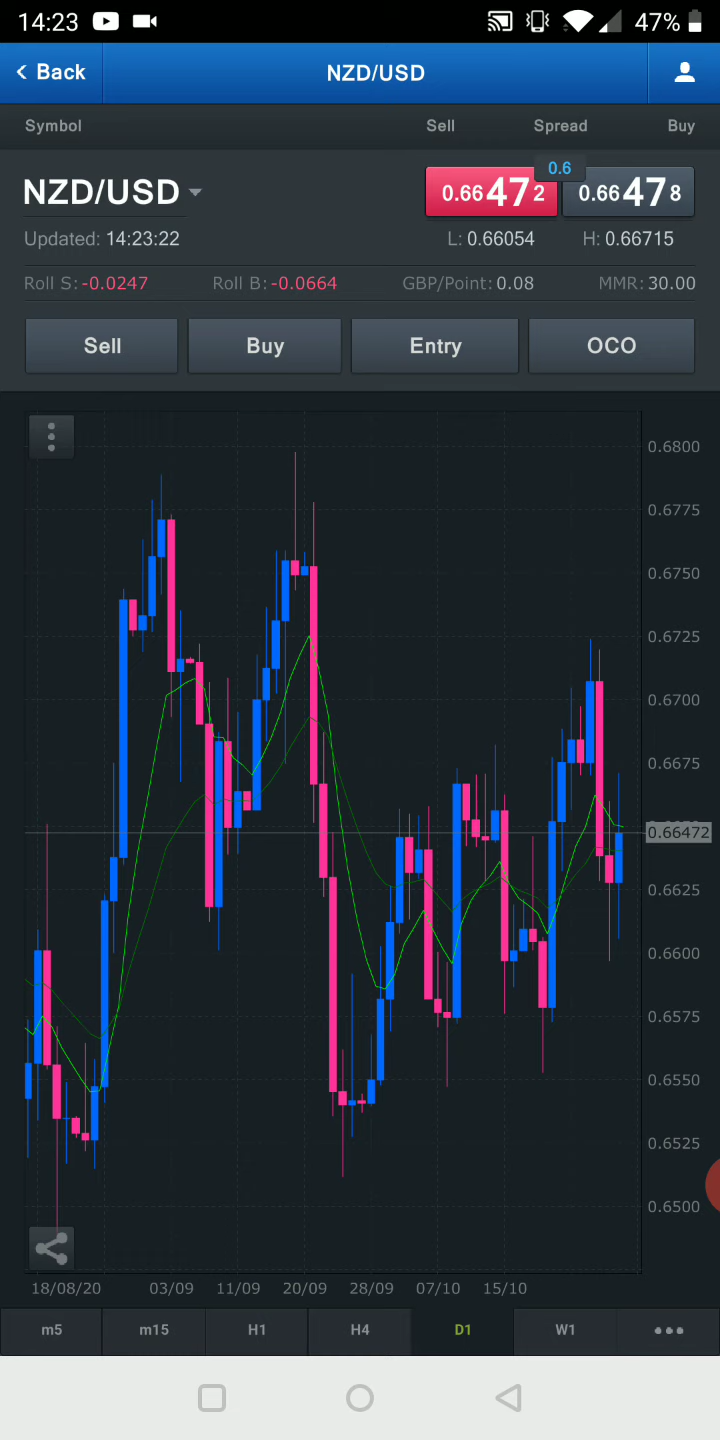 14:23 47%
Back NZD/USD
Symbol Sell Spread Buy
0.6
NZD/USD 0.66472 0.66478
Updated: 14:23:22 L: 0.66054 H: 0.66715
Roll S: -0.0247 Roll B: -0.0664 GBP/Point: 0.08 MMR: 30.00
Sell Buy Entry OCO
0.6800
0.6775
0.6750
0.6725
0.6700
0.6675
0.66472
0.6625
0.6600
0.6575
0.6550
0.6525
0.6500
18/08/20 03/09 11/09 20/09 28/09 07/10 15/10
m5 m15 H1 H4 D1 W1